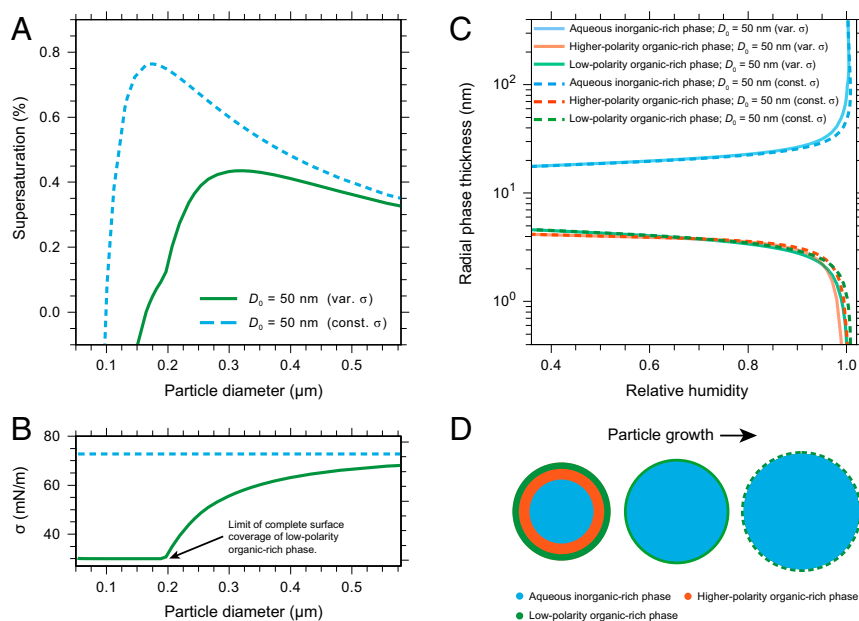 A
Supersaturation (%)
0.8
0.6
0.4
0.2
0.0
D₀ = 50 nm (var. σ)
D₀ = 50 nm (const. σ)
0.1 0.2 0.3 0.4 0.5
Particle diameter (µm)
B
σ (mN/m)
80
60
40
Limit of complete surface
coverage of low-polarity
organic-rich phase.
0.1 0.2 0.3 0.4 0.5
Particle diameter (µm)
C
Radial phase thickness (nm)
10²
10¹
10⁰
Aqueous inorganic-rich phase; D₀ = 50 nm (var. σ)
Higher-polarity organic-rich phase; D₀ = 50 nm (var. σ)
Low-polarity organic-rich phase; D₀ = 50 nm (var. σ)
Aqueous inorganic-rich phase; D₀ = 50 nm (const. σ)
Higher-polarity organic-rich phase; D₀ = 50 nm (const. σ)
Low-polarity organic-rich phase; D₀ = 50 nm (const. σ)
0.4 0.6 0.8 1.0
Relative humidity
D
Particle growth
Aqueous inorganic-rich phase
Higher-polarity organic-rich phase
Low-polarity organic-rich phase